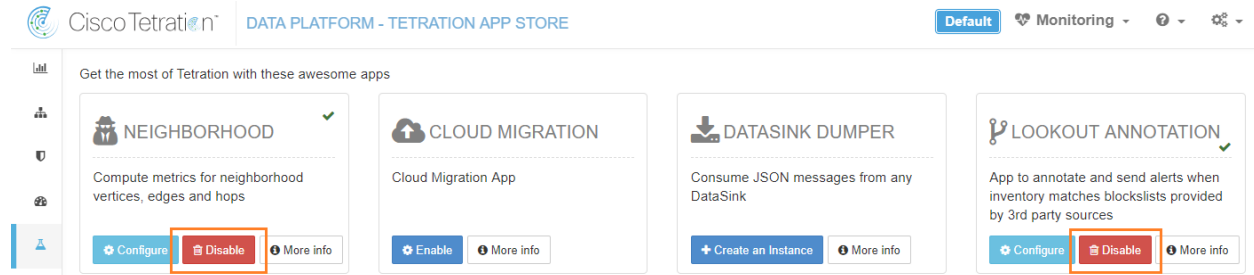 Cisco Tetration™ DATA PLATFORM - TETRATION APP STORE Default Monitoring
Get the most of Tetration with these awesome apps
NEIGHBORHOOD
Compute metrics for neighborhood
vertices, edges and hops
Configure Disable More info
CLOUD MIGRATION
Cloud Migration App
Enable More info
DATASINK DUMPER
Consume JSON messages from any
DataSink
Create an Instance More info
LOOKOUT ANNOTATION
App to annotate and send alerts when
inventory matches blockslists provided
by 3rd party sources
Configure Disable More info